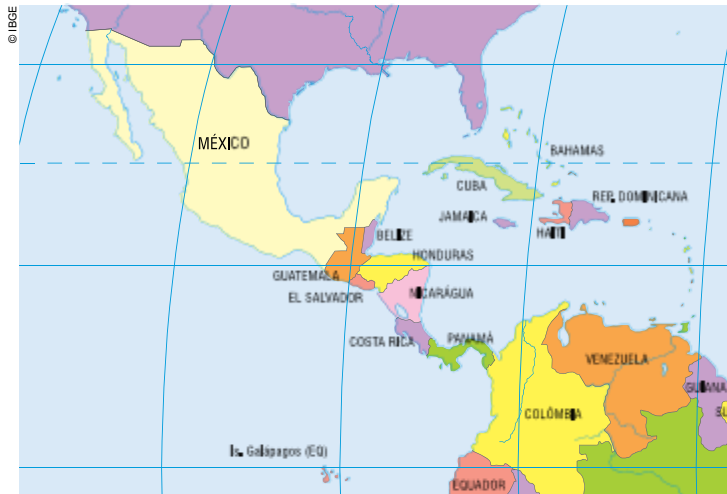 © IBGE
MÉXICO
BAHAMAS
CUBA
REP. DOMINICANA
JAMAICA
HAITI
BELIZE
HONDURAS
GUATEMALA
NICARÁGUA
EL SALVADOR
COSTA RICA
PANAMÁ
VENEZUELA
GUIANA
COLÔMBIA
SU
Is. Galápagos (EQ)
EQUADOR